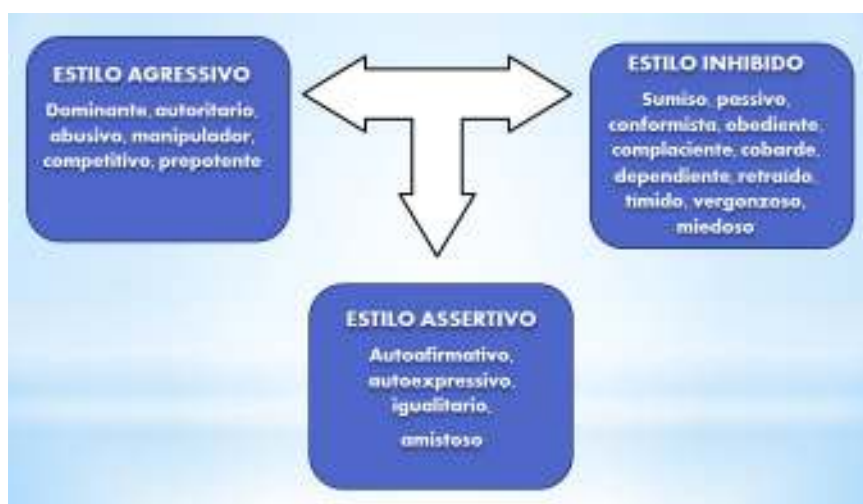 ESTILO AGRESSIVO
Dominante, autoritario,
abusivo, manipulador,
competitivo, prepotente
ESTILO INHIBIDO
Sumiso, passivo,
conformista, obediente,
complaciente, cobarde,
dependiente, retraído,
timido, vergonzoso,
miedoso
ESTILO ASSERTIVO
Autoafirmativo,
autoexpressivo,
igualitario,
amistoso